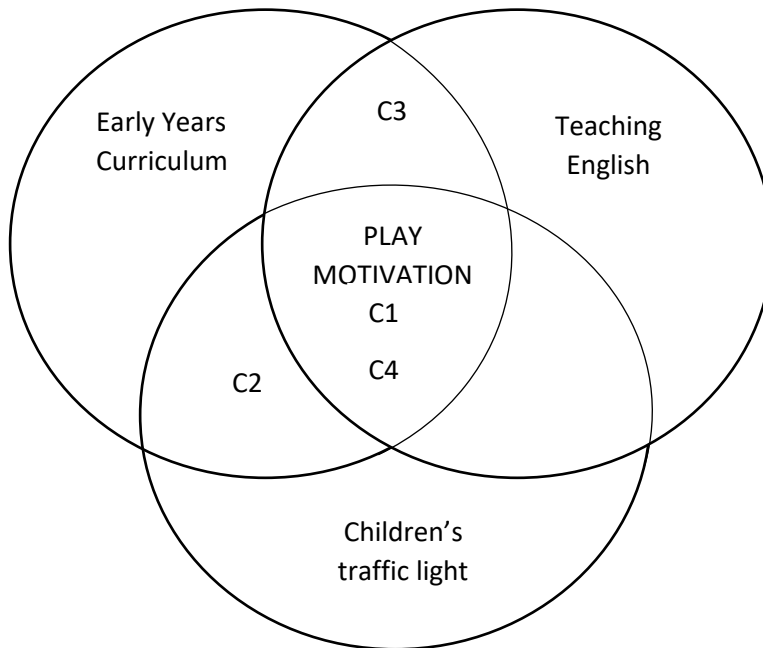 C3
Early Years
Curriculum
Teaching
English
PLAY
MOTIVATION
C1
C4
C2
Children’s
traffic light